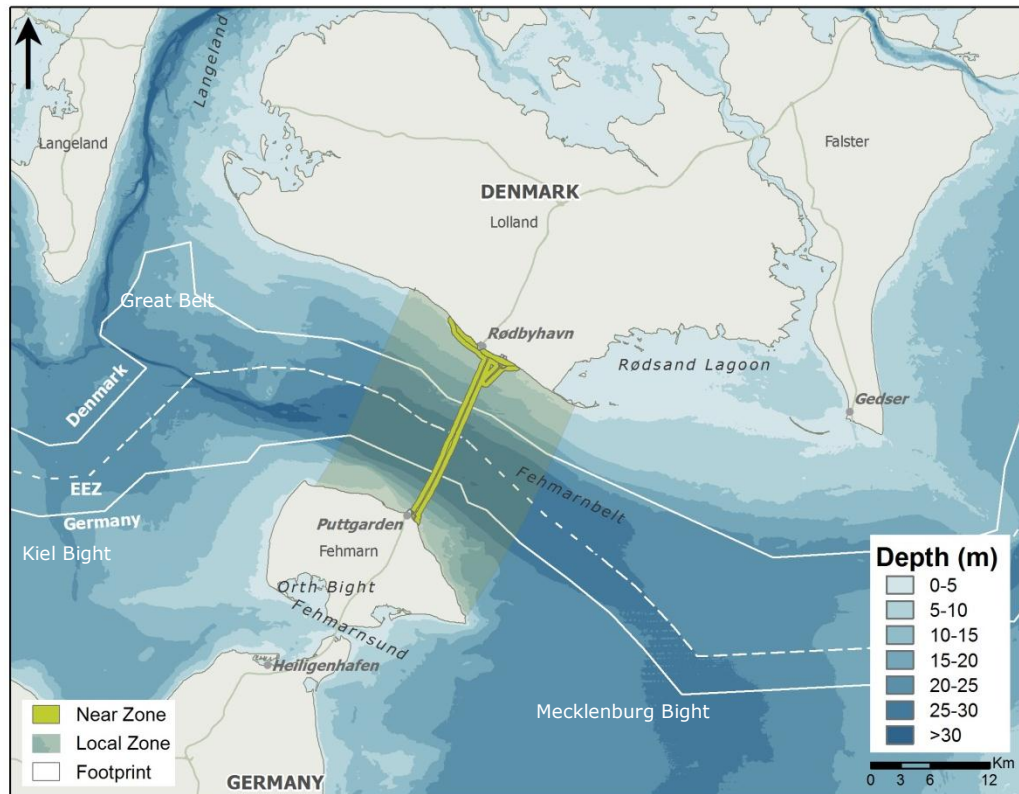 Langeland
Langeland
Falster
DENMARK
Lolland
Great Belt
Rødbyhavn
Rødsand Lagoon
Denmark
Gedser
EEZ
Fehmarnbelt
Germany
Puttgarden
Kiel Bight
Fehmarn
Orth Bight
Fehmarnsund
Heiligenhafen
Mecklenburg Bight
GERMANY
Near Zone
Local Zone
Footprint
Depth (m)
0-5
5-10
10-15
15-20
20-25
25-30
>30
Km
0 3 6 12